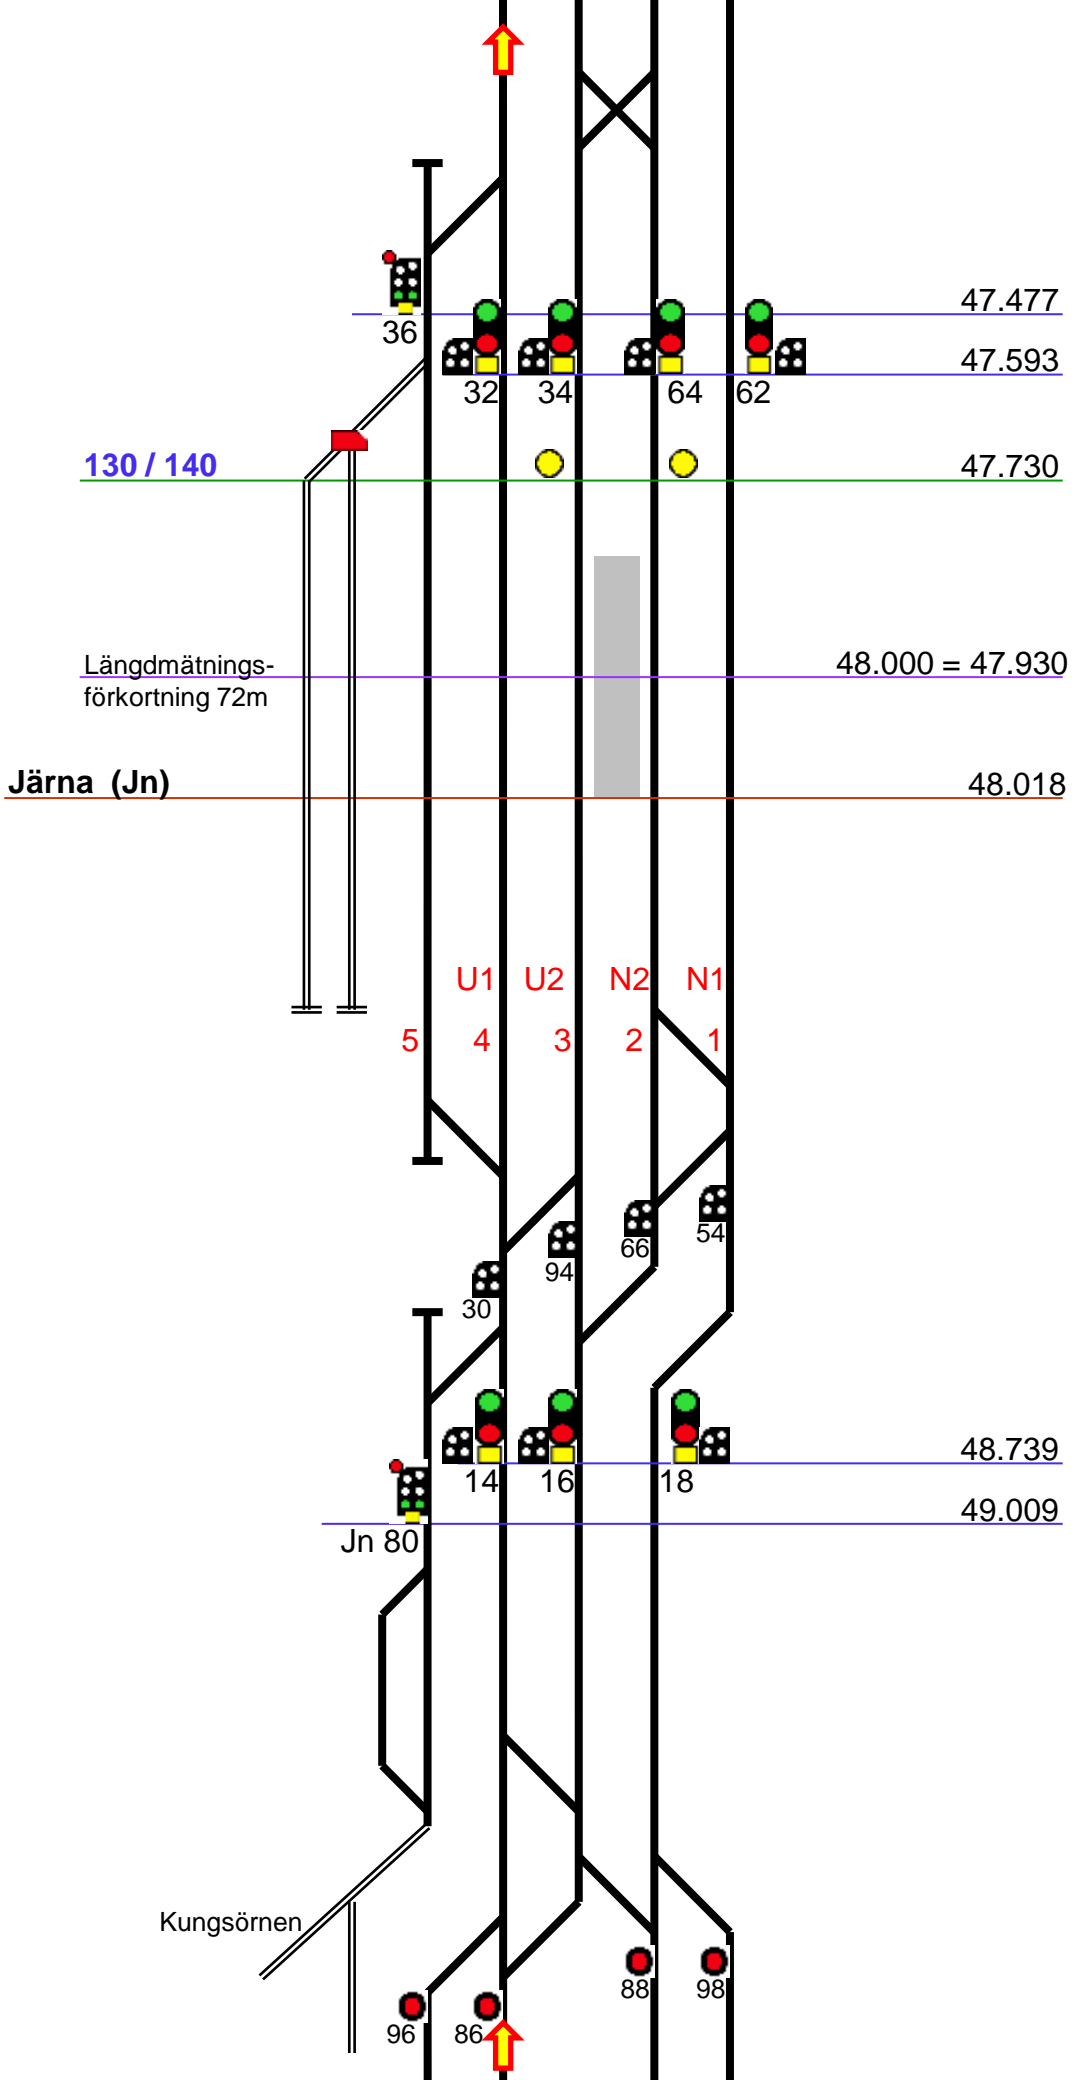 47.477
36
47.593
32 34 64 62
130 / 140 47.730
Längdmätnings-
förkortning 72m
48.000 = 47.930
Järna (Jn) 48.018
U1 U2 N2 N1
5 4 3 2 1
54
66
94
30
48.739
14 16 18
49.009
Jn 80
Kungsörnen
88 98
96 86